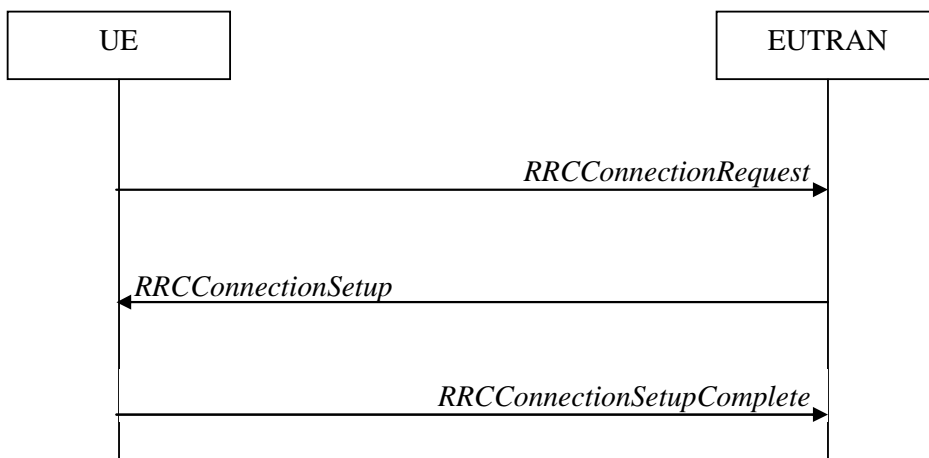 UE
EUTRAN
RRCConnectionRequest
RRCConnectionSetup
RRCConnectionSetupComplete